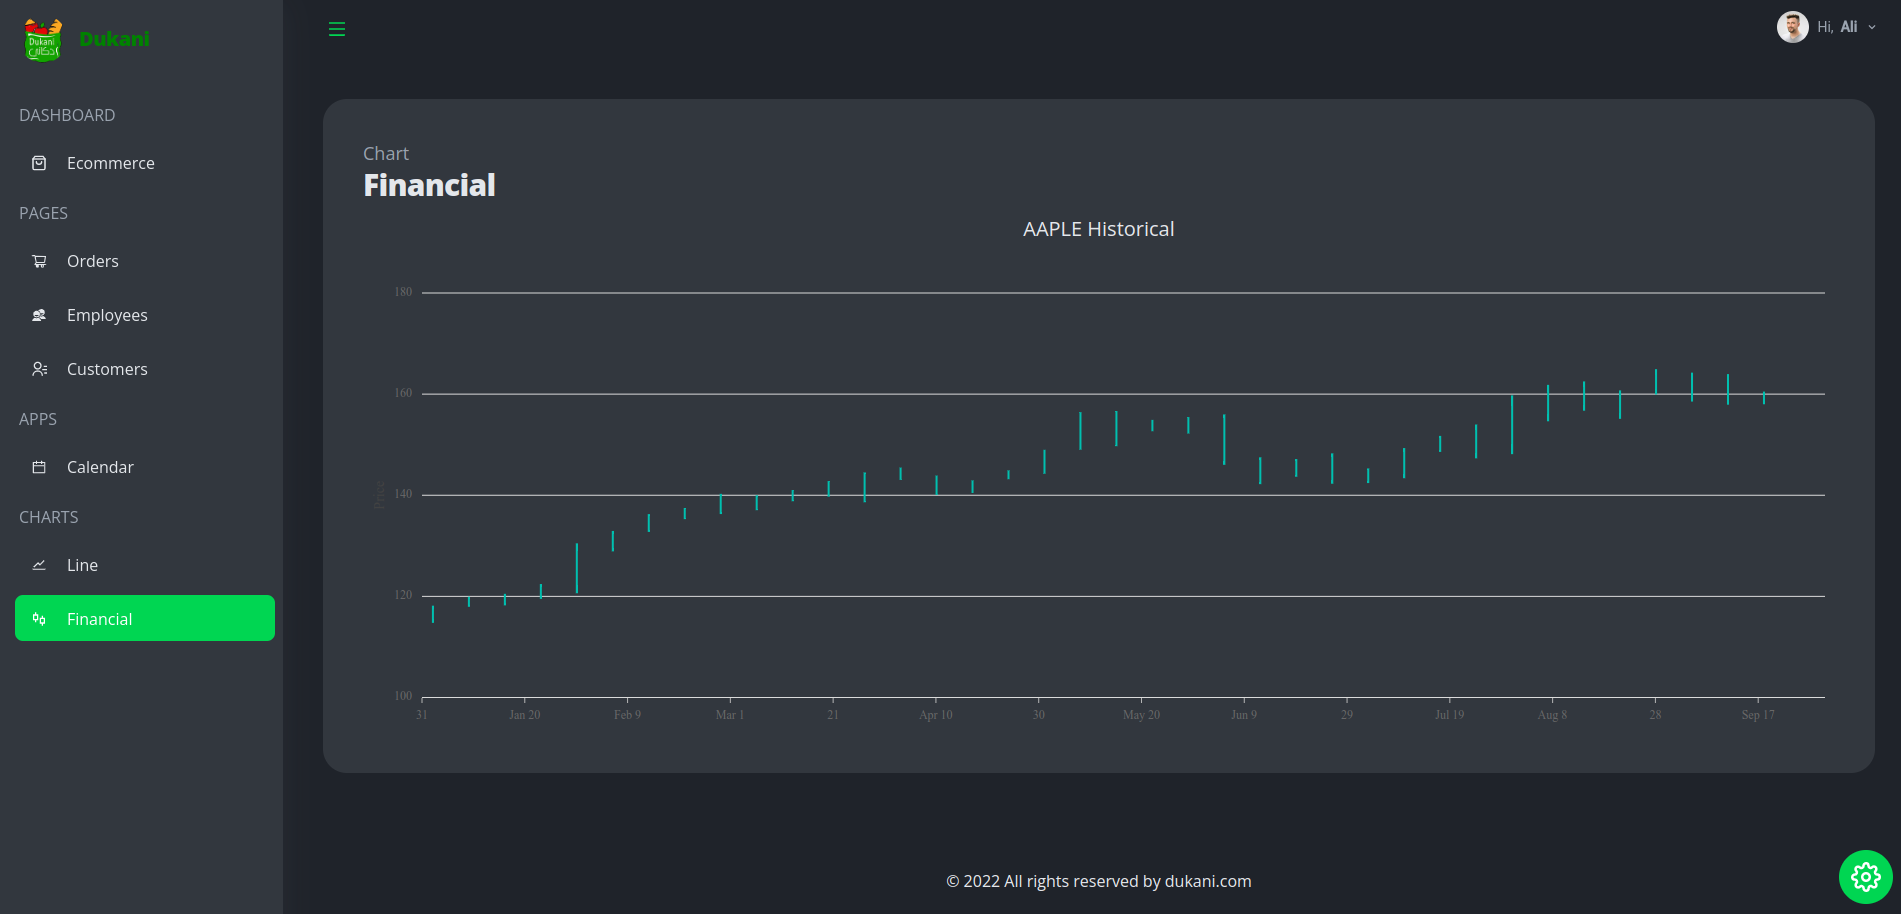 Dukani
دكاني
Dukani
Hi, Ali
DASHBOARD
Ecommerce
PAGES
Orders
Employees
Customers
APPS
Calendar
CHARTS
Line
Financial
Chart
Financial
AAPLE Historical
Price
180
160
140
120
100
31 Jan 20 Feb 9 Mar 1 21 Apr 10 30 May 20 Jun 9 29 Jul 19 Aug 8 28 Sep 17
© 2022 All rights reserved by dukani.com